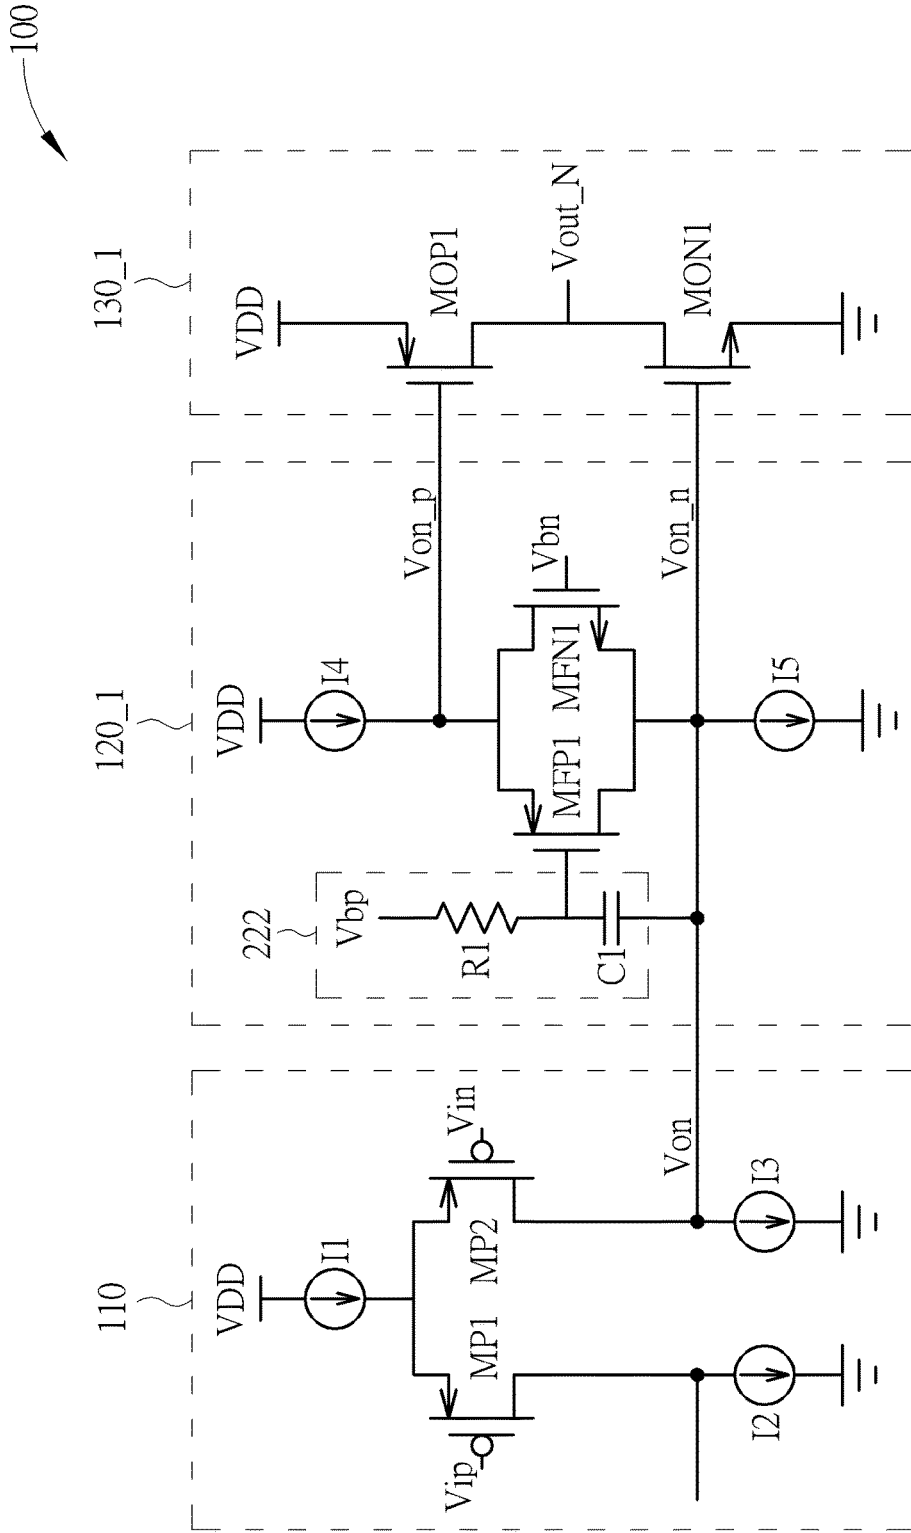 100
110
120_1
130_1
VDD
I1
Vip
MP1
MP2
Vin
I2
I3
Von
222
Vbp
R1
C1
VDD
I4
MFP1
MFN1
Vbn
I5
Von_p
Von_n
VDD
MOP1
Vout_N
MON1